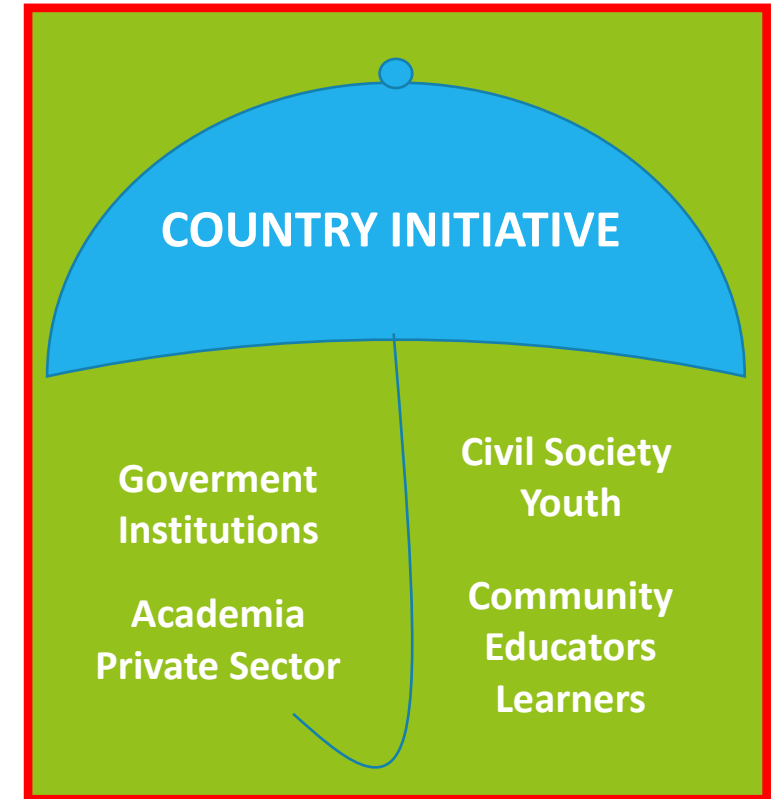 COUNTRY INITIATIVE
Goverment
Institutions
Academia
Private Sector
Civil Society
Youth
Community
Educators
Learners